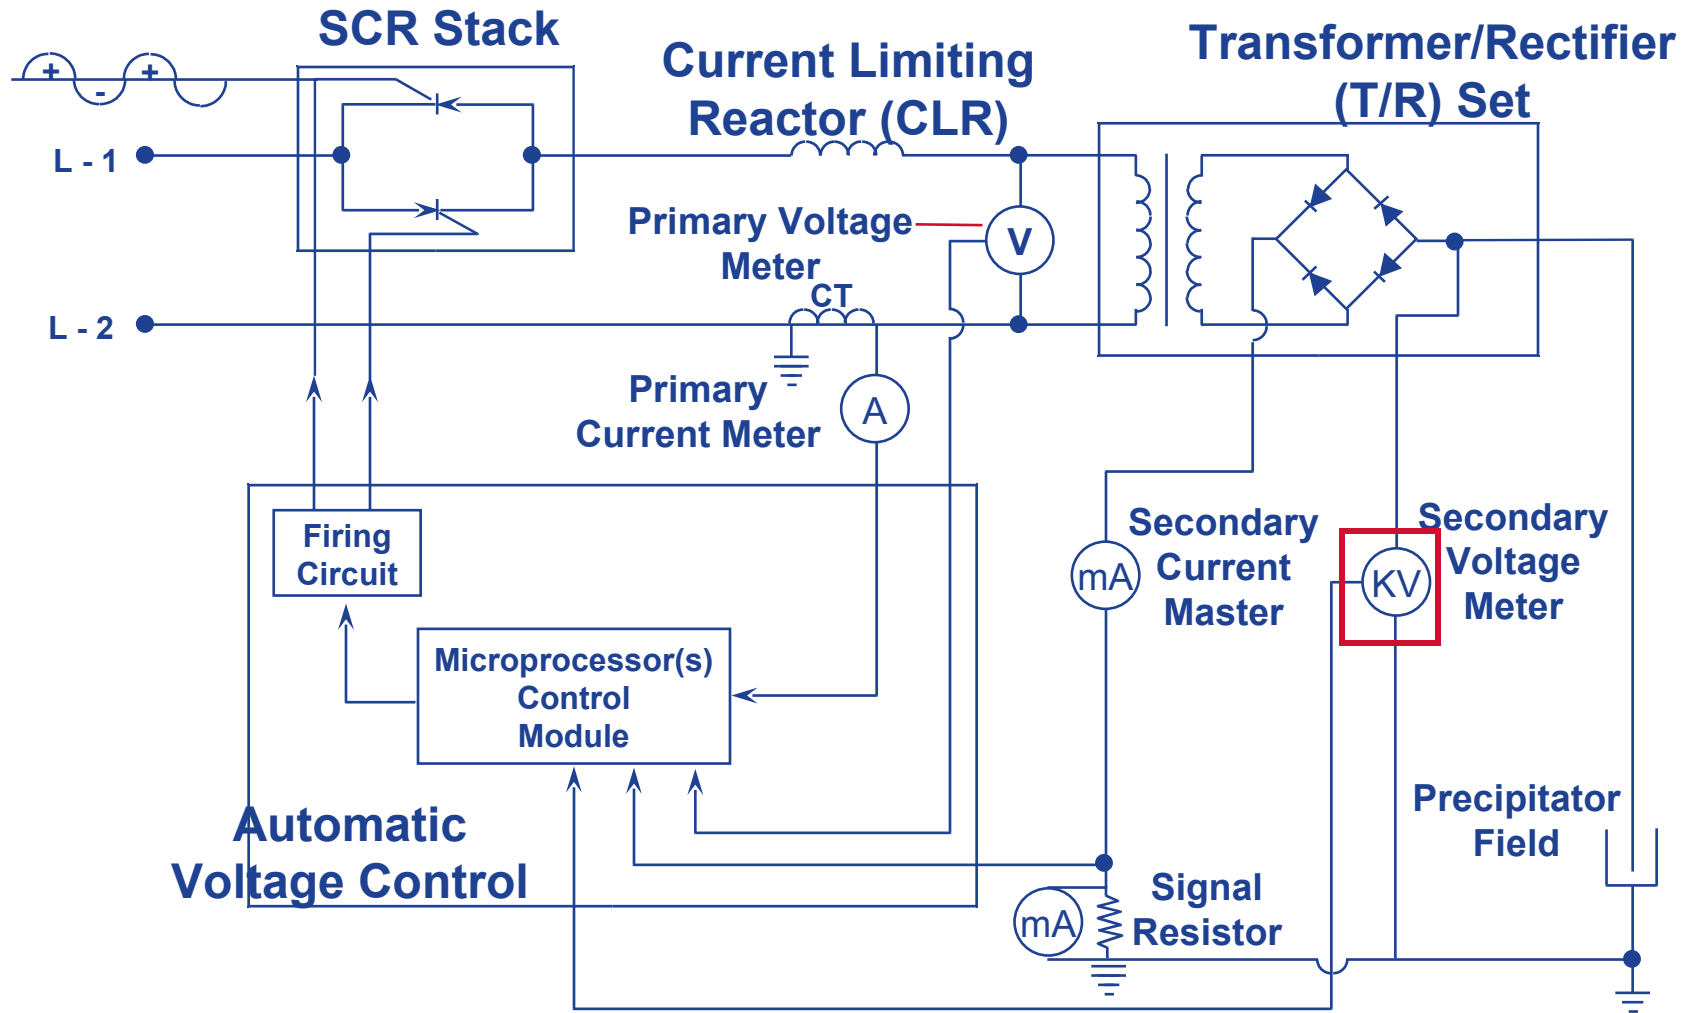 SCR Stack
Current Limiting
Reactor (CLR)
Transformer/Rectifier
(T/R) Set
+
-
+
L - 1
Primary Voltage
Meter
V
CT
L - 2
Primary
Current Meter
A
Firing
Circuit
Secondary
Current
Master
mA
Secondary
Voltage
Meter
KV
Microprocessor(s)
Control
Module
Automatic
Voltage Control
Precipitator
Field
Signal
Resistor
mA